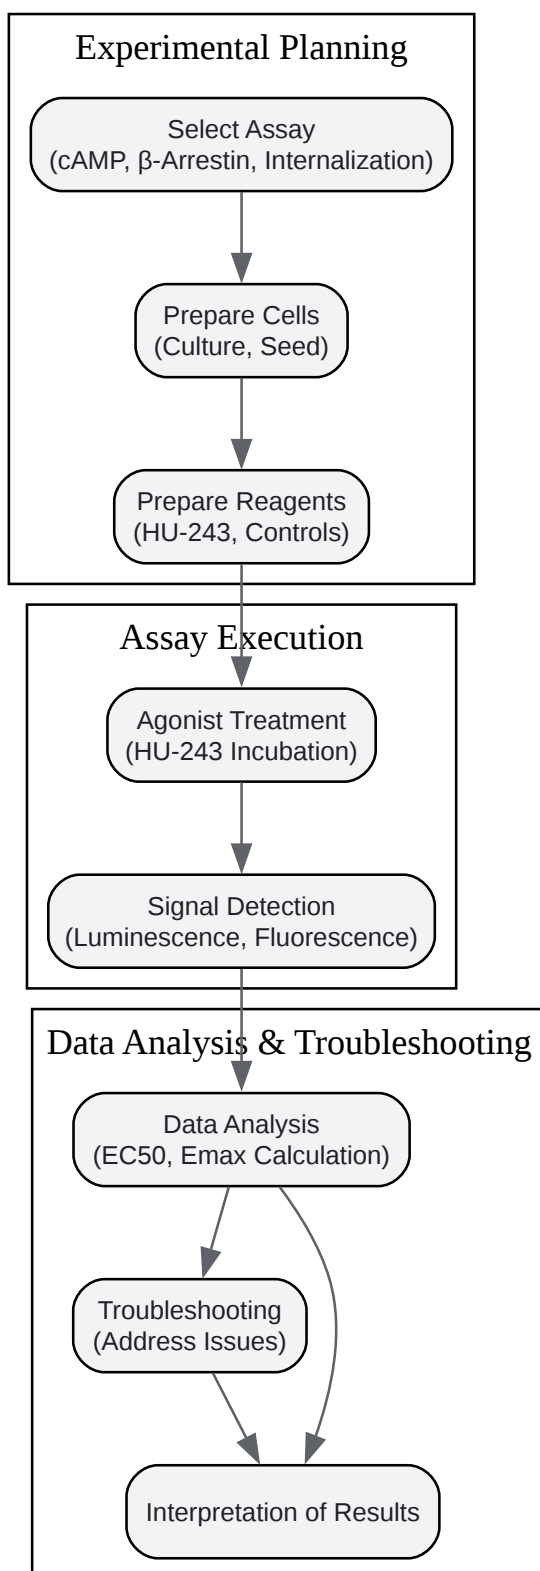 Experimental Planning
Select Assay
(cAMP, β-Arrestin, Internalization)
Prepare Cells
(Culture, Seed)
Prepare Reagents
(HU-243, Controls)
Assay Execution
Agonist Treatment
(HU-243 Incubation)
Signal Detection
(Luminescence, Fluorescence)
Data Analysis & Troubleshooting
Data Analysis
(EC50, Emax Calculation)
Troubleshooting
(Address Issues)
Interpretation of Results